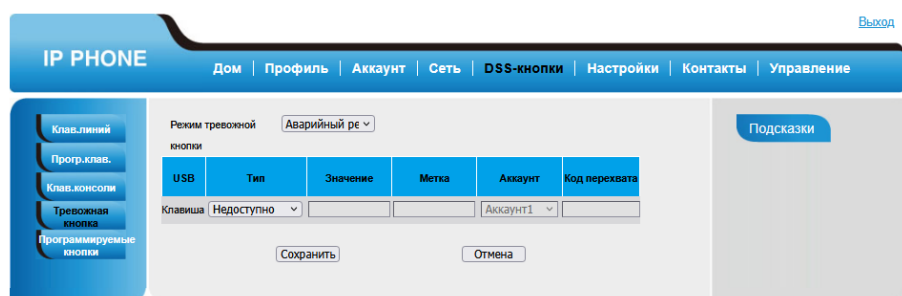 Выход
IP PHONE
Дом | Профиль | Аккаунт | Сеть | DSS-кнопки | Настройки | Контакты | Управление
Клав.линий
Прогр.клав.
Клав.консоли
Тревожная
кнопка
Программируемые
кнопки
Режим тревожной
кнопки
Аварийный ре
USB Тип Значение Метка Аккаунт Код перехвата
Клавиша Недоступно Аккаунт1
Сохранить Отмена
Подсказки